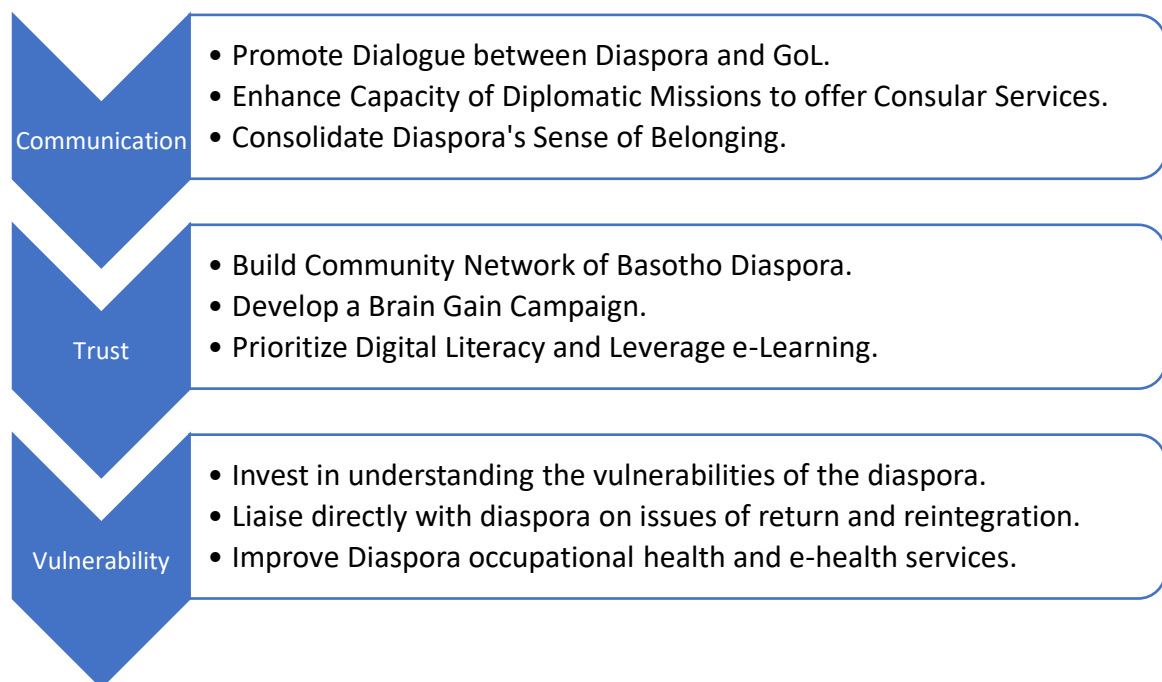 Communication
• Promote Dialogue between Diaspora and GoL.
• Enhance Capacity of Diplomatic Missions to offer Consular Services.
• Consolidate Diaspora's Sense of Belonging.
Trust
• Build Community Network of Basotho Diaspora.
• Develop a Brain Gain Campaign.
• Prioritize Digital Literacy and Leverage e-Learning.
Vulnerability
• Invest in understanding the vulnerabilities of the diaspora.
• Liaise directly with diaspora on issues of return and reintegration.
• Improve Diaspora occupational health and e-health services.